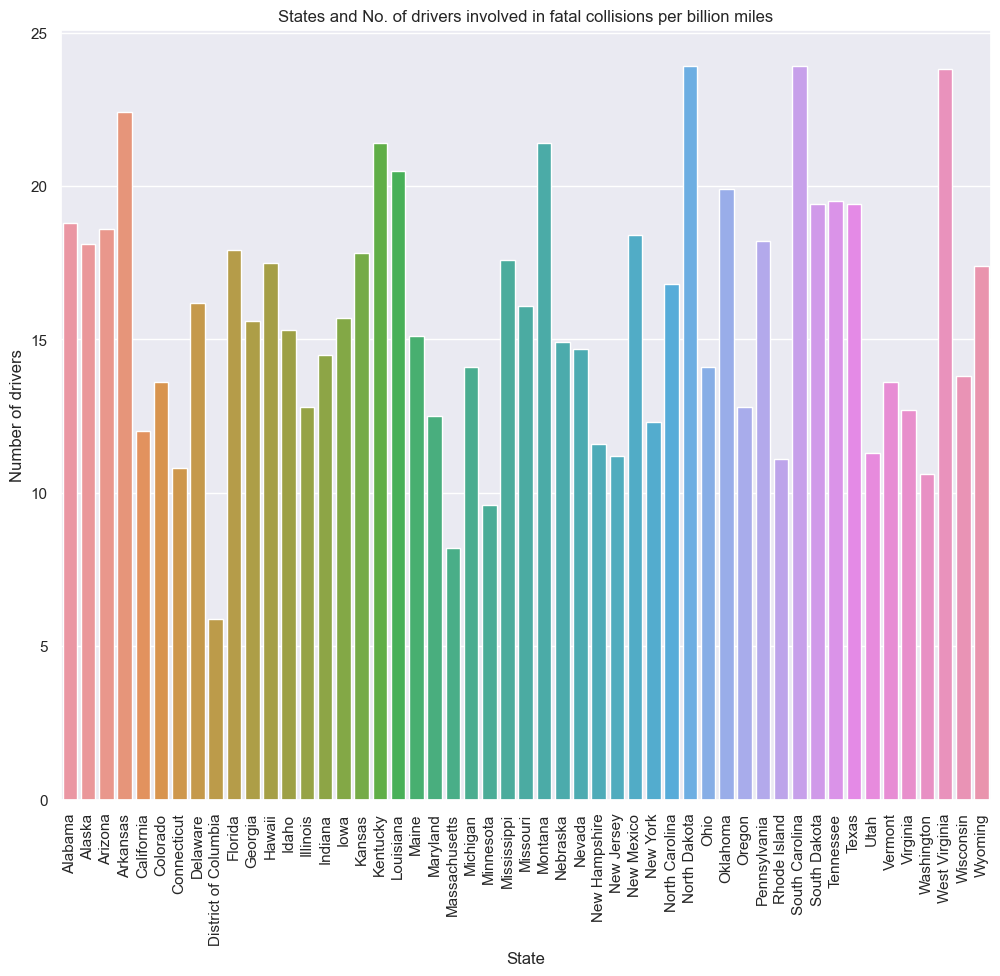 States and No. of drivers involved in fatal collisions per billion miles
Number of drivers
25
20
15
10
5
0
Alabama
Alaska
Arizona
Arkansas
California
Colorado
Connecticut
Delaware
District of Columbia
Florida
Georgia
Hawaii
Idaho
Illinois
Indiana
Iowa
Kansas
Kentucky
Louisiana
Maine
Maryland
Massachusetts
Michigan
Minnesota
Mississippi
Missouri
Montana
Nebraska
Nevada
New Hampshire
New Jersey
New Mexico
New York
North Carolina
North Dakota
Ohio
Oklahoma
Oregon
Pennsylvania
Rhode Island
South Carolina
South Dakota
Tennessee
Texas
Utah
Vermont
Virginia
Washington
West Virginia
Wisconsin
Wyoming
State